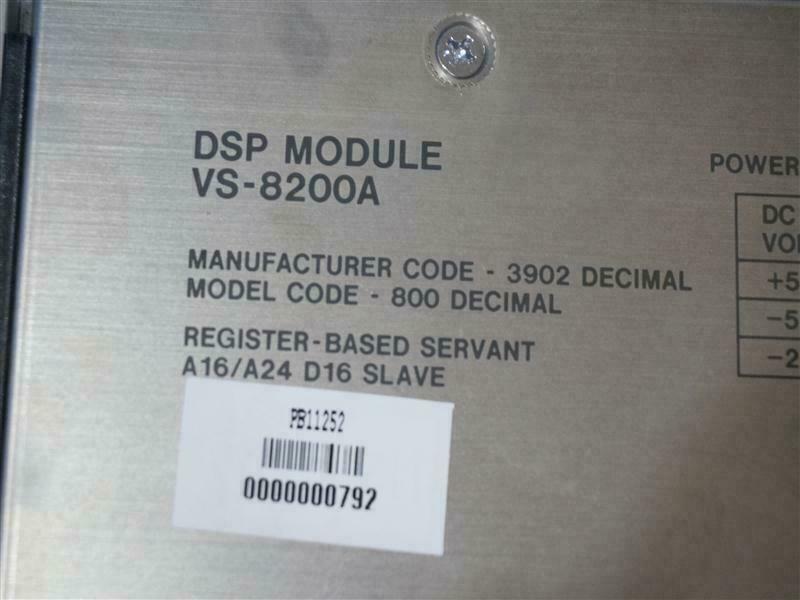 DSP MODULE
VS-8200A
MANUFACTURER CODE - 3902 DECIMAL
MODEL CODE - 800 DECIMAL
REGISTER-BASED SERVANT
A16/A24 D16 SLAVE
PB11252
0000000792
POWER
DC
+5
-5
-2